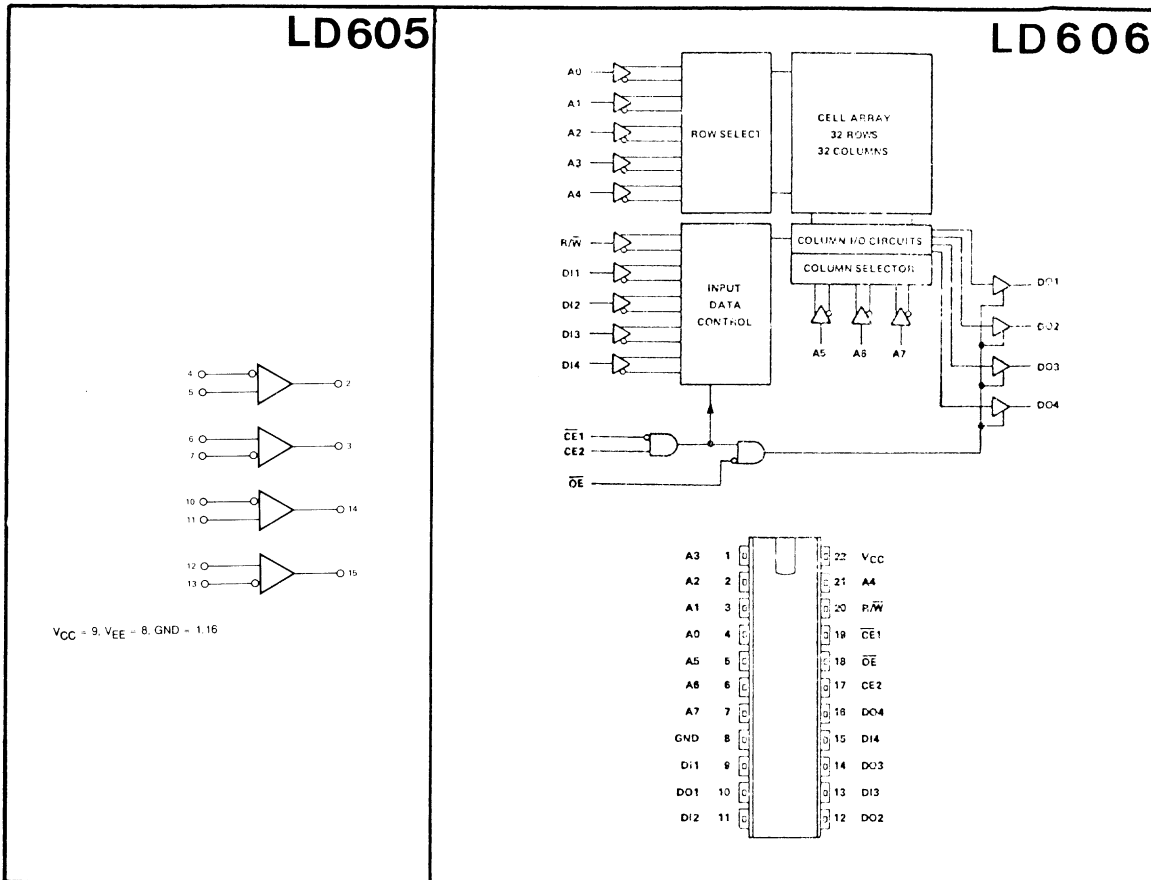 LD605
4
5
2
6
7
3
10
11
14
12
13
15
VCC = 9, VEE = 8, GND = 1,16
LD606
A0
A1
A2
A3
A4
ROW SELECT
CELL ARRAY
32 ROWS
32 COLUMNS
R/W̅
DI1
DI2
DI3
DI4
INPUT
DATA
CONTROL
COLUMN I/O CIRCUITS
COLUMN SELECTOR
A5 A6 A7
DO1
DO2
DO3
DO4
C̅E̅1
CE2
O̅E̅
A3 1 22 VCC
A2 2 21 A4
A1 3 20 R/W̅
A0 4 19 C̅E̅1
A5 5 18 O̅E̅
A6 6 17 CE2
A7 7 16 DO4
GND 8 15 DI4
DI1 9 14 DO3
DO1 10 13 DI3
DI2 11 12 DO2